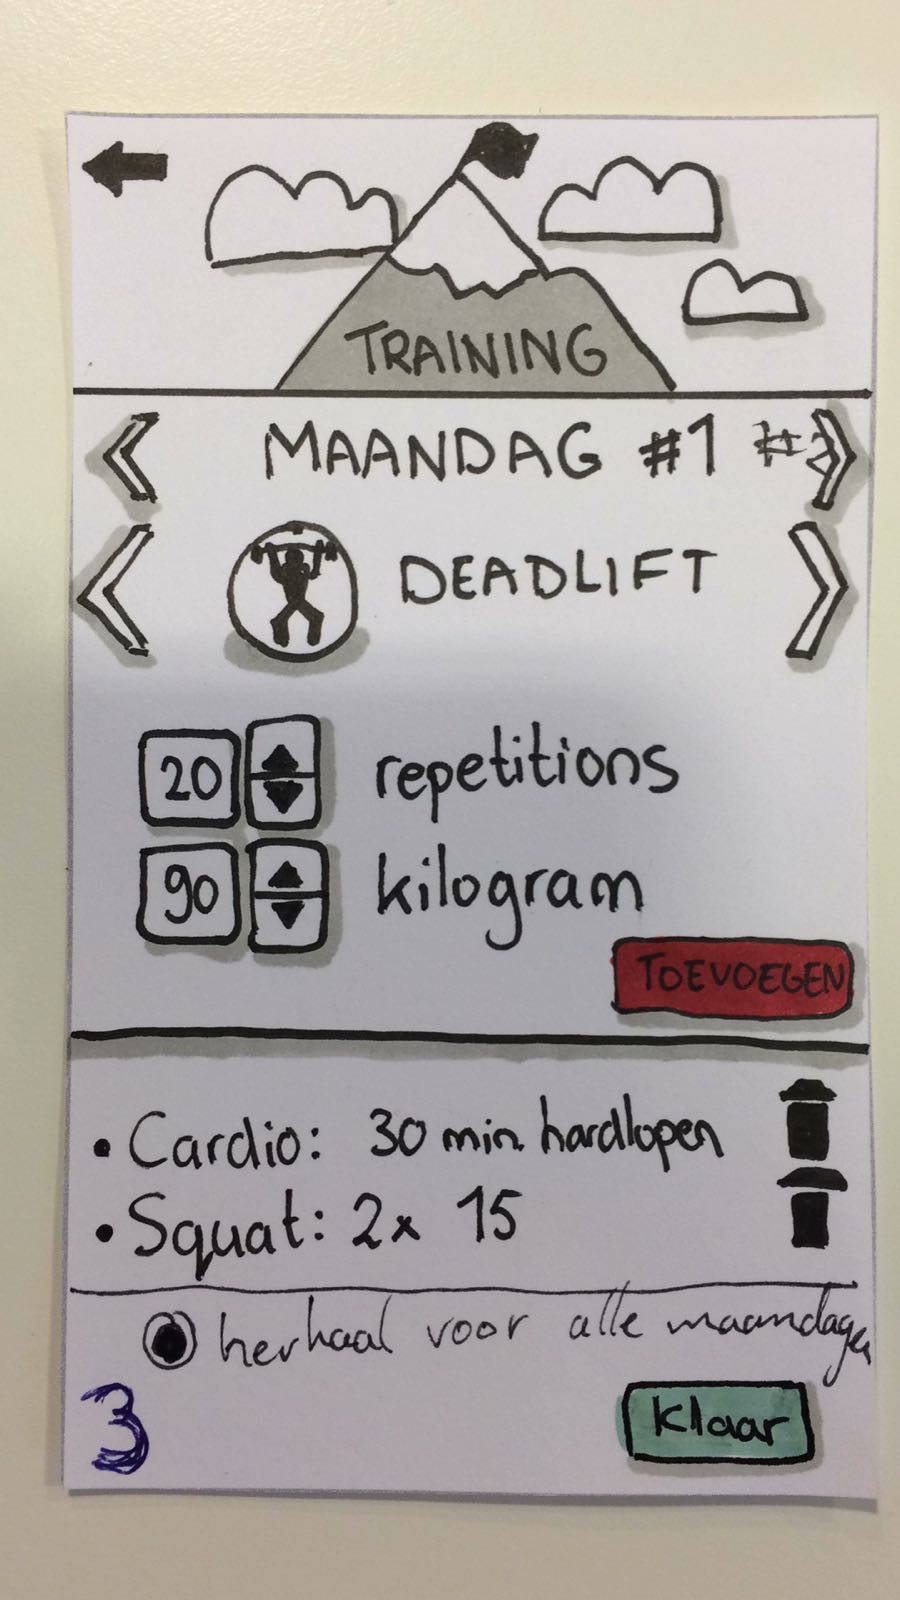 TRAINING
MAANDAG #1
DEADLIFT
20 repetitions
90 kilogram
TOEVOEGEN
• Cardio: 30 min. hardlopen
• Squat: 2x 15
herhaal voor alle maandagen
3
Klaar